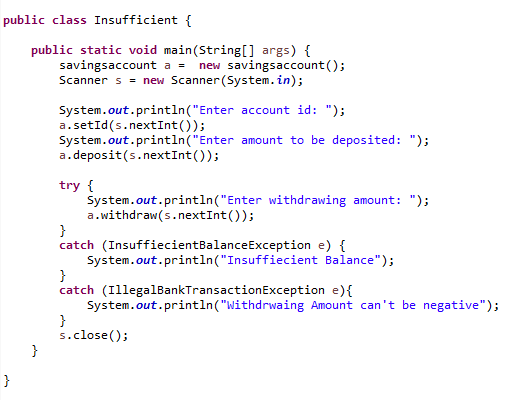 public class Insufficient {
public static void main(String[] args) {
savingsaccount a =  new savingsaccount();
Scanner s = new Scanner(System.in);
System.out.println("Enter account id: ");
a.setId(s.nextInt());
System.out.println("Enter amount to be deposited: ");
a.deposit(s.nextInt());
try {
System.out.println("Enter withdrawing amount: ");
a.withdraw(s.nextInt());
}
catch (InsuffiecientBalanceException e) {
System.out.println("Insuffiecient Balance");
}
catch (IllegalBankTransactionException e){
System.out.println("Withdrwaing Amount can't be negative");
}
s.close();
}
}